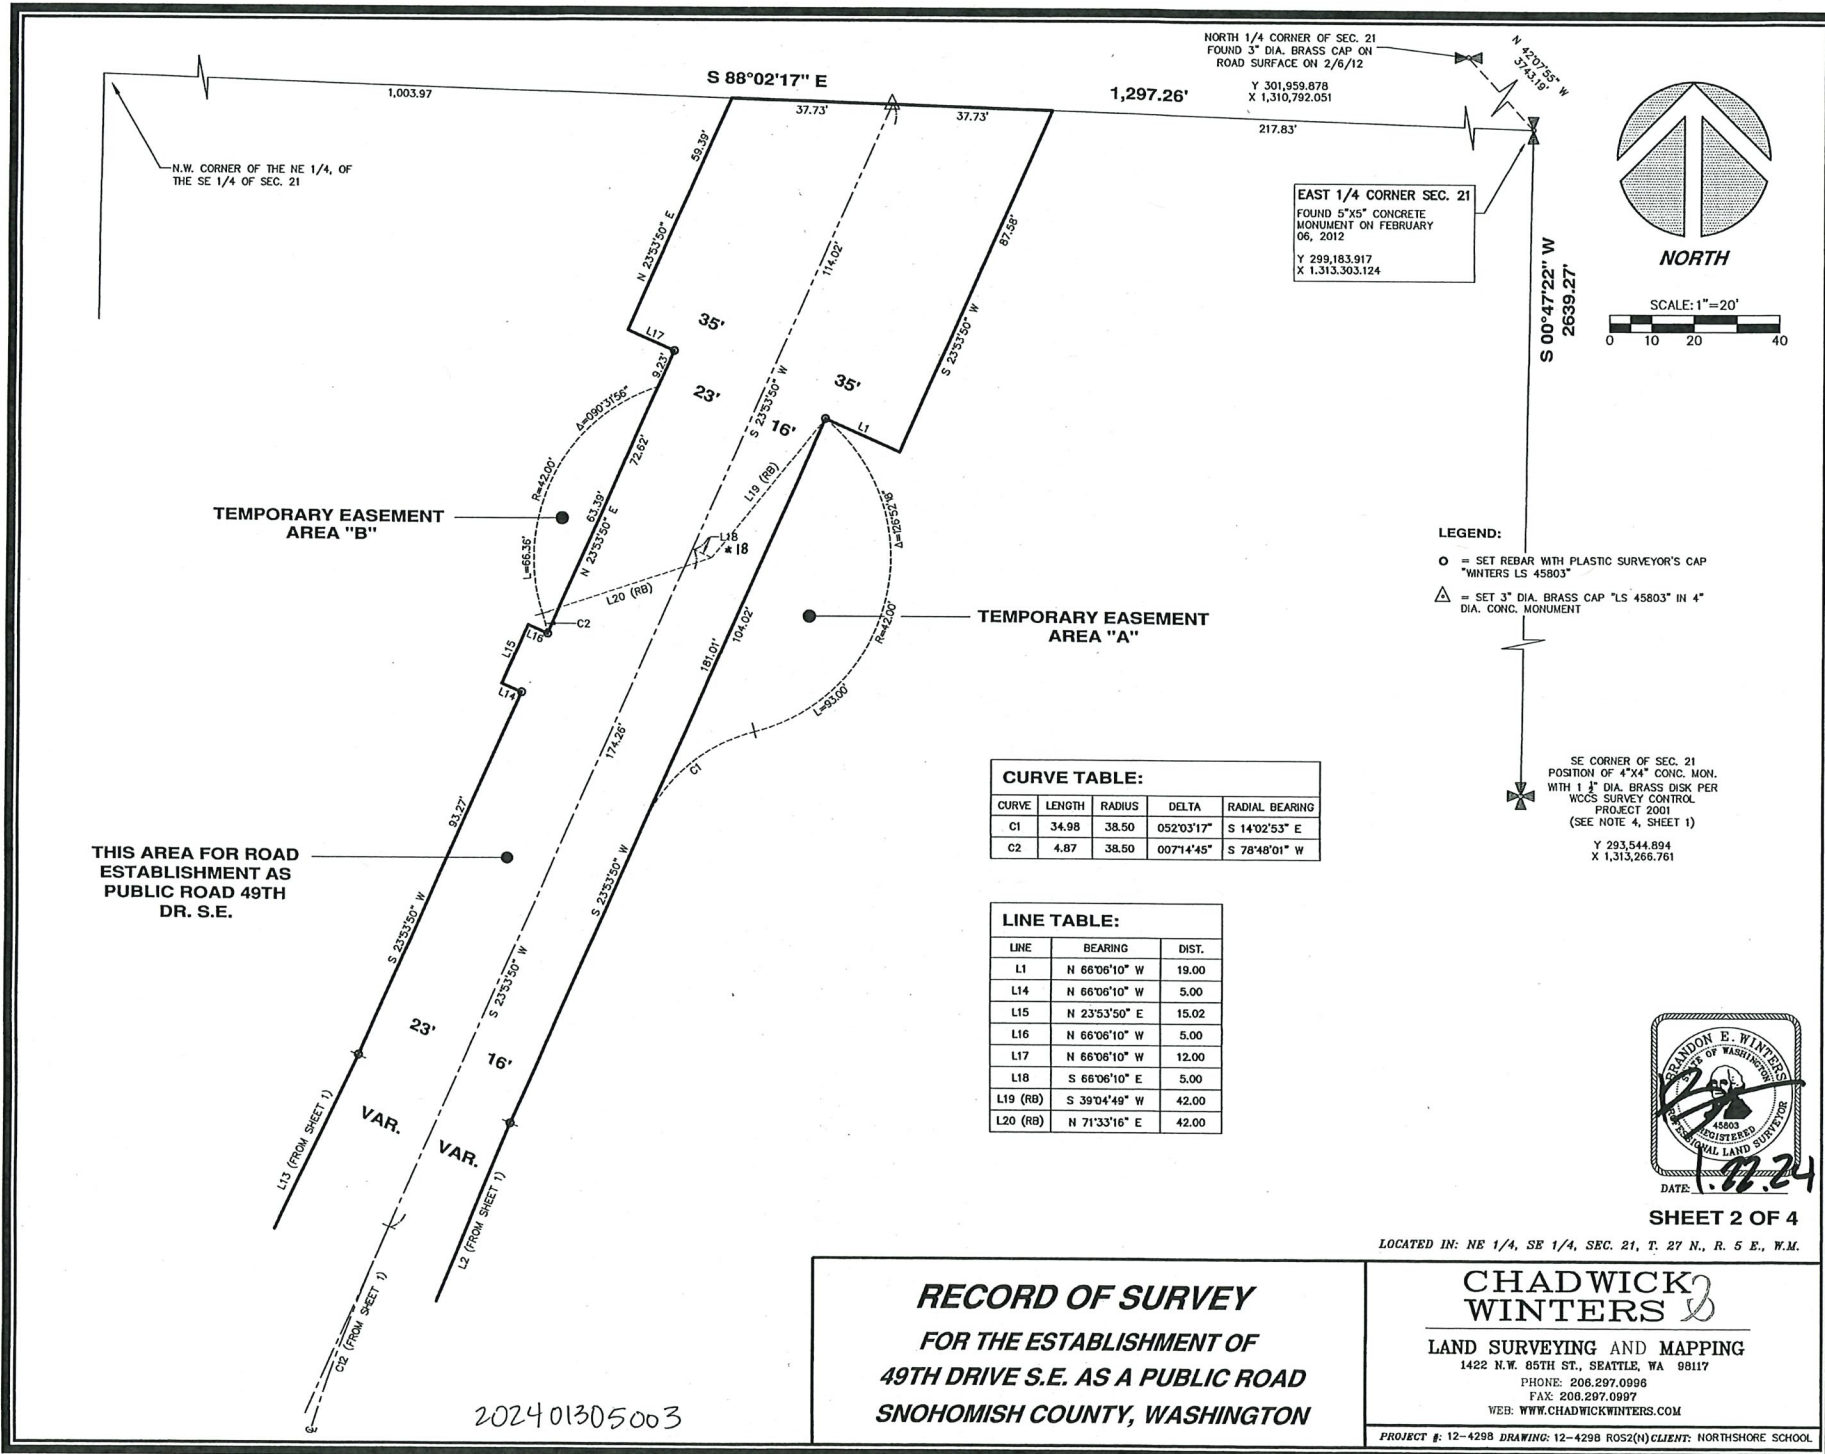 S 88°02'17" E
1,003.97
37.73'
37.73'
1,297.26'
217.83'
NORTH 1/4 CORNER OF SEC. 21
FOUND 3" DIA. BRASS CAP ON
ROAD SURFACE ON 2/6/12
Y 301,959.878
X 1,310,792.051
N 42°07'55" W
3743.19'
N.W. CORNER OF THE NE 1/4, OF
THE SE 1/4 OF SEC. 21
EAST 1/4 CORNER SEC. 21
FOUND 5"X5" CONCRETE
MONUMENT ON FEBRUARY
06, 2012
Y 299,183.917
X 1.313.303.124
NORTH
SCALE: 1"=20'
0 10 20 40
S 00°47'22" W
2639.27'
59.39'
N 23°53'50" E
114.02'
87.58'
S 23°53'50" W
L17
35'
9.23'
23'
S 23°53'50" W
35'
16'
L1
Δ=090°31'56"
R=42.00'
L=66.36'
72.62'
63.39'
N 23°53'50" E
L19 (RB)
L18
*18
L20 (RB)
Δ=126°52'18"
R=42.00'
L=93.00'
TEMPORARY EASEMENT
AREA "B"
TEMPORARY EASEMENT
AREA "A"
C2
L16
L15
L14
104.02'
181.01'
174.26'
C1
93.27'
S 23°53'50" W
S 23°53'50" W
S 23°53'50" W
THIS AREA FOR ROAD
ESTABLISHMENT AS
PUBLIC ROAD 49TH
DR. S.E.
23'
16'
VAR.
VAR.
L13 (FROM SHEET 1)
L2 (FROM SHEET 1)
C12 (FROM SHEET 1)
LEGEND:
= SET REBAR WITH PLASTIC SURVEYOR'S CAP
"WINTERS LS 45803"
= SET 3" DIA. BRASS CAP "LS 45803" IN 4"
DIA. CONC. MONUMENT
SE CORNER OF SEC. 21
POSITION OF 4"X4" CONC. MON.
WITH 1 ½" DIA. BRASS DISK PER
WCCS SURVEY CONTROL
PROJECT 2001
(SEE NOTE 4, SHEET 1)
Y 293,544.894
X 1,313,266.761
CURVE TABLE:
CURVE LENGTH RADIUS DELTA RADIAL BEARING
C1 34.98 38.50 052°03'17" S 14°02'53" E
C2 4.87 38.50 007°14'45" S 78°48'01" W
LINE TABLE:
LINE BEARING DIST.
L1 N 66°06'10" W 19.00
L14 N 66°06'10" W 5.00
L15 N 23°53'50" E 15.02
L16 N 66°06'10" W 5.00
L17 N 66°06'10" W 12.00
L18 S 66°06'10" E 5.00
L19 (RB) S 39°04'49" W 42.00
L20 (RB) N 71°33'16" E 42.00
BRANDON E. WINTERS
STATE OF WASHINGTON
45803
REGISTERED
PROFESSIONAL LAND SURVEYOR
DATE: 1.22.24
SHEET 2 OF 4
LOCATED IN: NE 1/4, SE 1/4, SEC. 21, T. 27 N., R. 5 E., W.M.
RECORD OF SURVEY
FOR THE ESTABLISHMENT OF
49TH DRIVE S.E. AS A PUBLIC ROAD
SNOHOMISH COUNTY, WASHINGTON
CHADWICK &
WINTERS
LAND SURVEYING AND MAPPING
1422 N.W. 85TH ST., SEATTLE, WA 98117
PHONE: 206.297.0996
FAX: 206.297.0997
WEB: WWW.CHADWICKWINTERS.COM
PROJECT #: 12-4298 DRAWING: 12-4298 ROS2(N) CLIENT: NORTHSHORE SCHOOL
202401305003